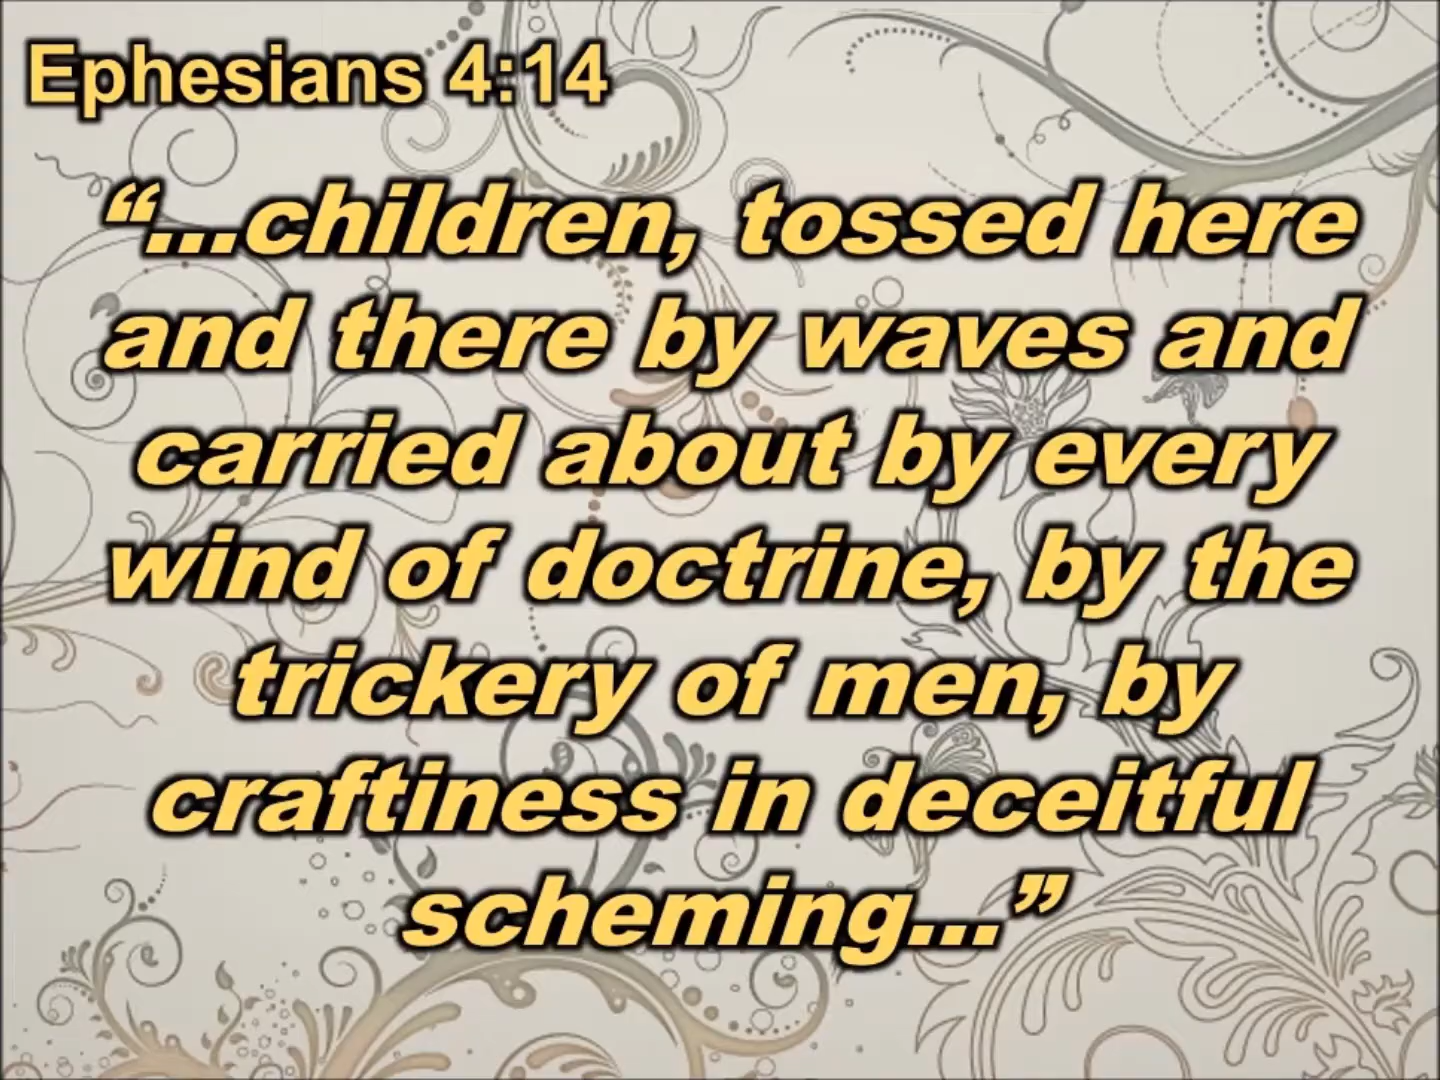 Ephesians 4:14
“...children, tossed here
and there by waves and
carried about by every
wind of doctrine, by the
trickery of men, by
craftiness in deceitful
scheming...”